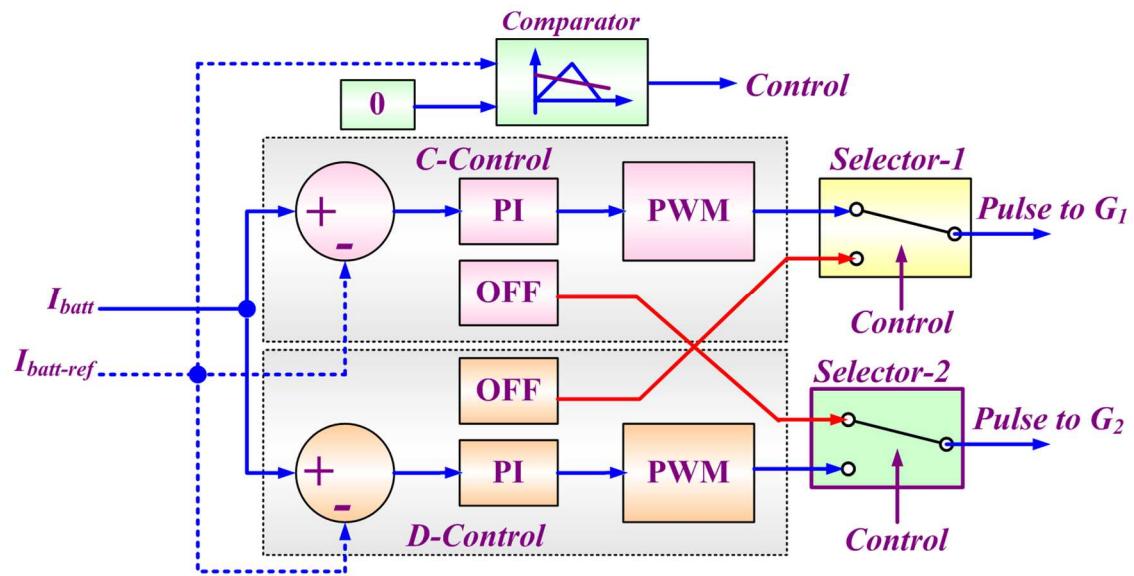 Comparator
0
Control
C-Control
Selector-1
+
-
PI
PWM
Pulse to G1
OFF
Ibatt
Control
Ibatt-ref
OFF
Selector-2
+
-
PI
PWM
Pulse to G2
D-Control
Control